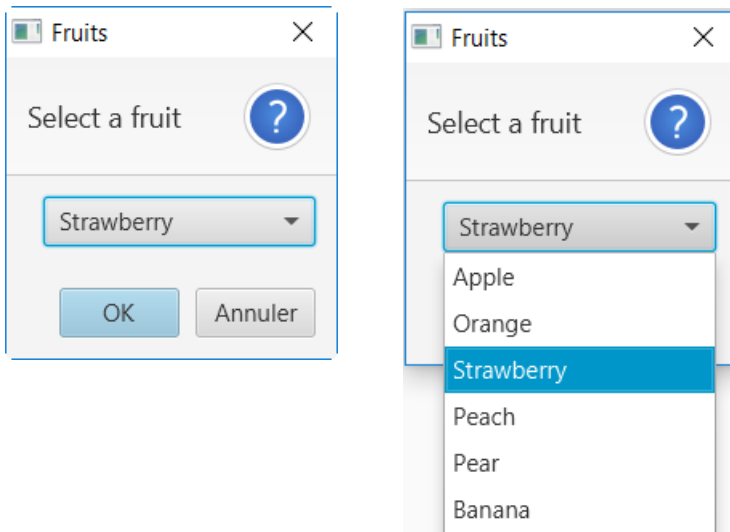 Fruits
Select a fruit
?
Strawberry
OK Annuler
Fruits
Select a fruit
?
Strawberry
Apple
Orange
Strawberry
Peach
Pear
Banana